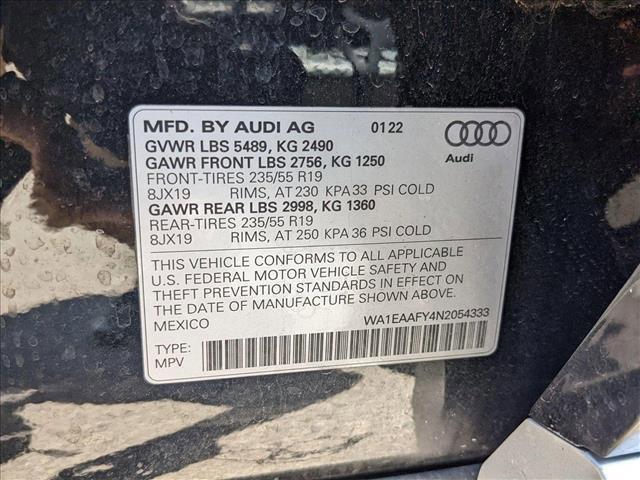 MFD. BY AUDI AG 01 22
GVWR LBS 5489, KG 2490
GAWR FRONT LBS 2756, KG 1250
FRONT-TIRES 235/55 R19
8JX19 RIMS, AT 230 KPA 33 PSI COLD
GAWR REAR LBS 2998, KG 1360
REAR-TIRES 235/55 R19
8JX19 RIMS, AT 250 KPA 36 PSI COLD
Audi
THIS VEHICLE CONFORMS TO ALL APPLICABLE
U.S. FEDERAL MOTOR VEHICLE SAFETY AND
THEFT PREVENTION STANDARDS IN EFFECT ON
THE DATE OF MANUFACTURE SHOWN ABOVE.
MEXICO WA1EAAFY4N2054333
TYPE:
MPV